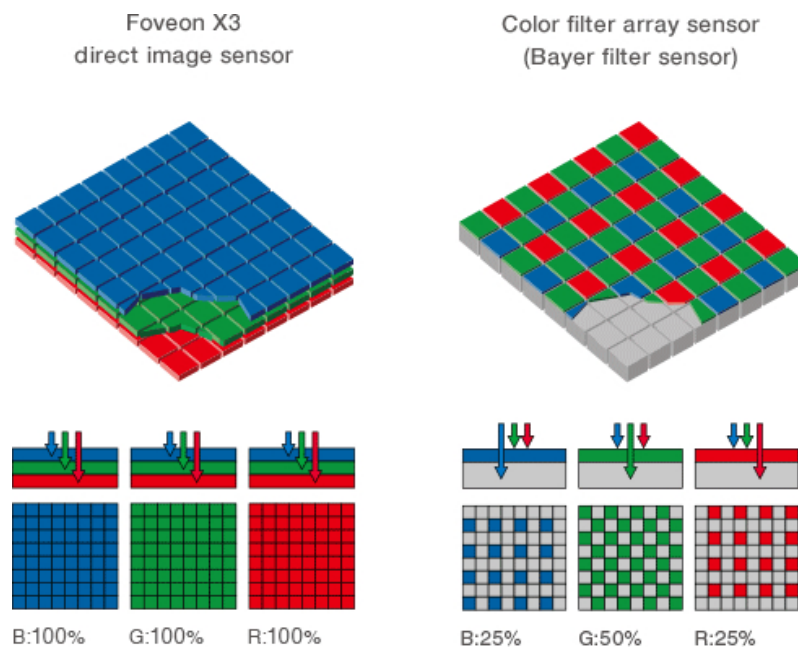 Foveon X3
direct image sensor
Color filter array sensor
(Bayer filter sensor)
B:100%
G:100%
R:100%
B:25%
G:50%
R:25%